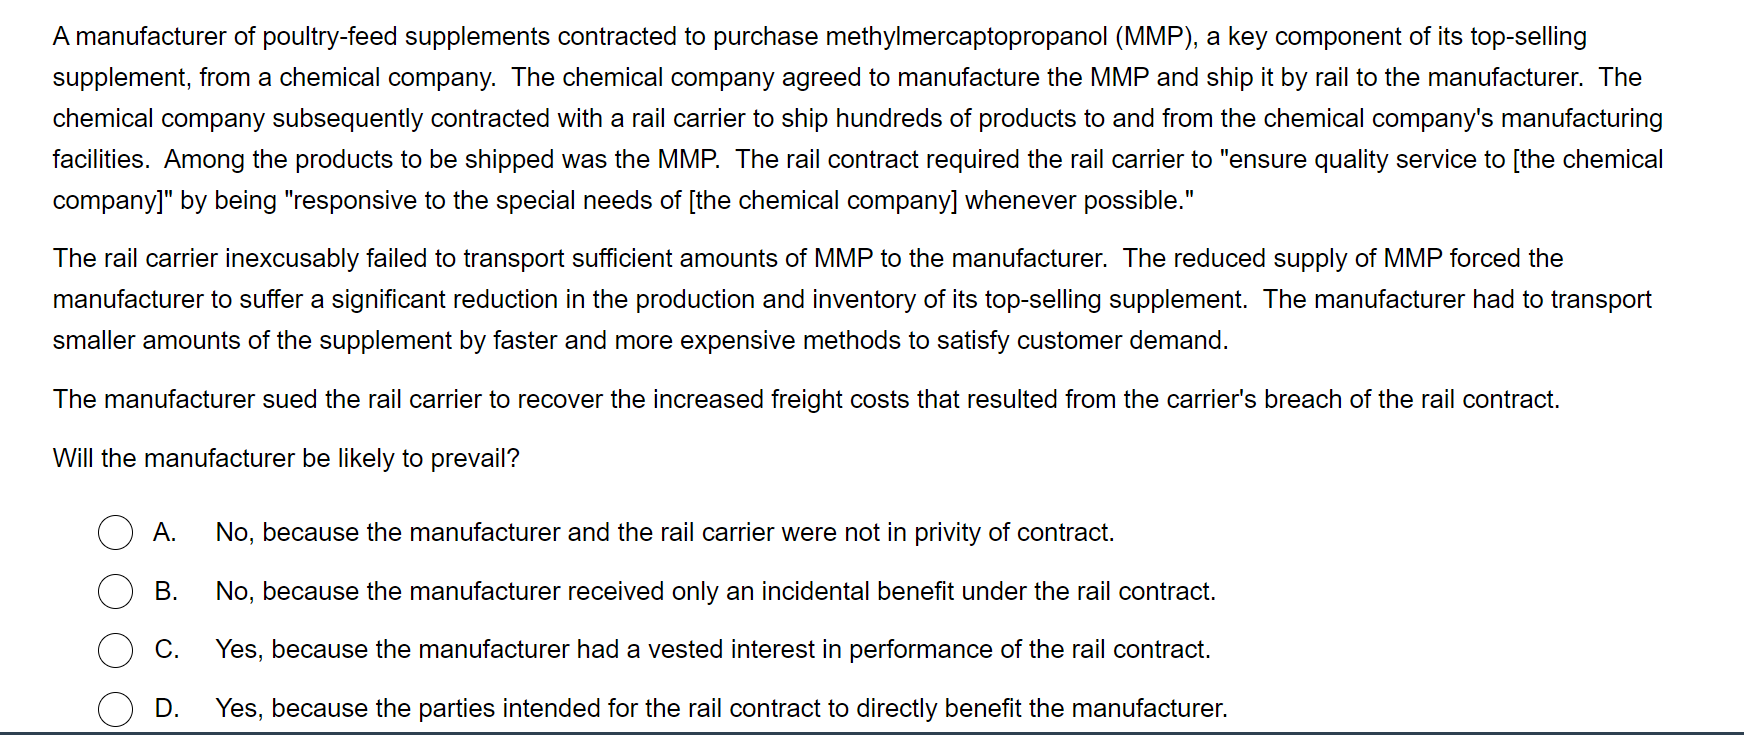 A manufacturer of poultry-feed supplements contracted to purchase methylmercaptopropanol (MMP), a key component of its top-selling
supplement, from a chemical company.  The chemical company agreed to manufacture the MMP and ship it by rail to the manufacturer.  The
chemical company subsequently contracted with a rail carrier to ship hundreds of products to and from the chemical company's manufacturing
facilities.  Among the products to be shipped was the MMP.  The rail contract required the rail carrier to "ensure quality service to [the chemical
company]" by being "responsive to the special needs of [the chemical company] whenever possible."
The rail carrier inexcusably failed to transport sufficient amounts of MMP to the manufacturer.  The reduced supply of MMP forced the
manufacturer to suffer a significant reduction in the production and inventory of its top-selling supplement.  The manufacturer had to transport
smaller amounts of the supplement by faster and more expensive methods to satisfy customer demand.
The manufacturer sued the rail carrier to recover the increased freight costs that resulted from the carrier's breach of the rail contract.
Will the manufacturer be likely to prevail?
A. No, because the manufacturer and the rail carrier were not in privity of contract.
B. No, because the manufacturer received only an incidental benefit under the rail contract.
C. Yes, because the manufacturer had a vested interest in performance of the rail contract.
D. Yes, because the parties intended for the rail contract to directly benefit the manufacturer.